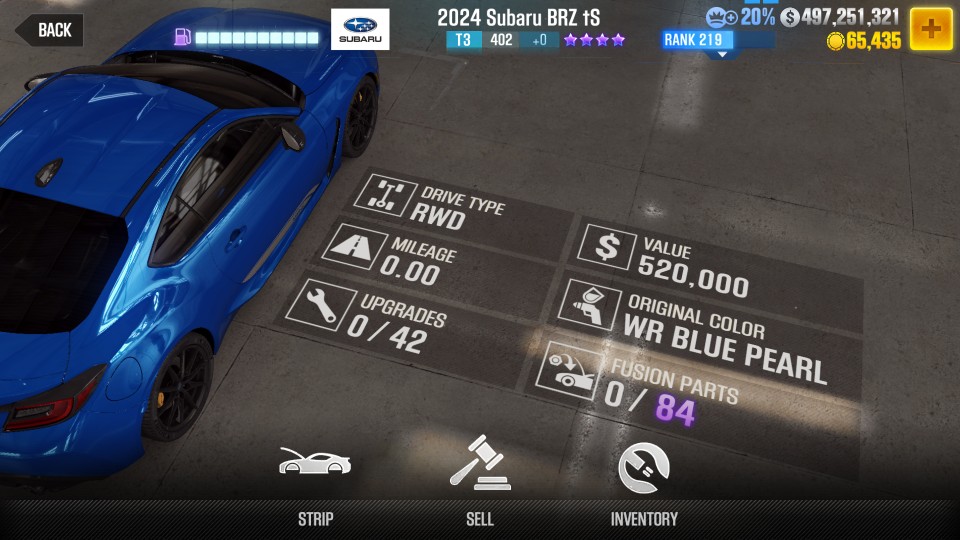 BACK
SUBARU
2024 Subaru BRZ tS
T3 402 +0
20% $497,251,321
RANK 219
65,435
DRIVE TYPE
RWD
MILEAGE
0.00
UPGRADES
0 / 42
$
VALUE
520,000
ORIGINAL COLOR
WR BLUE PEARL
FUSION PARTS
0 / 84
STRIP
SELL
INVENTORY